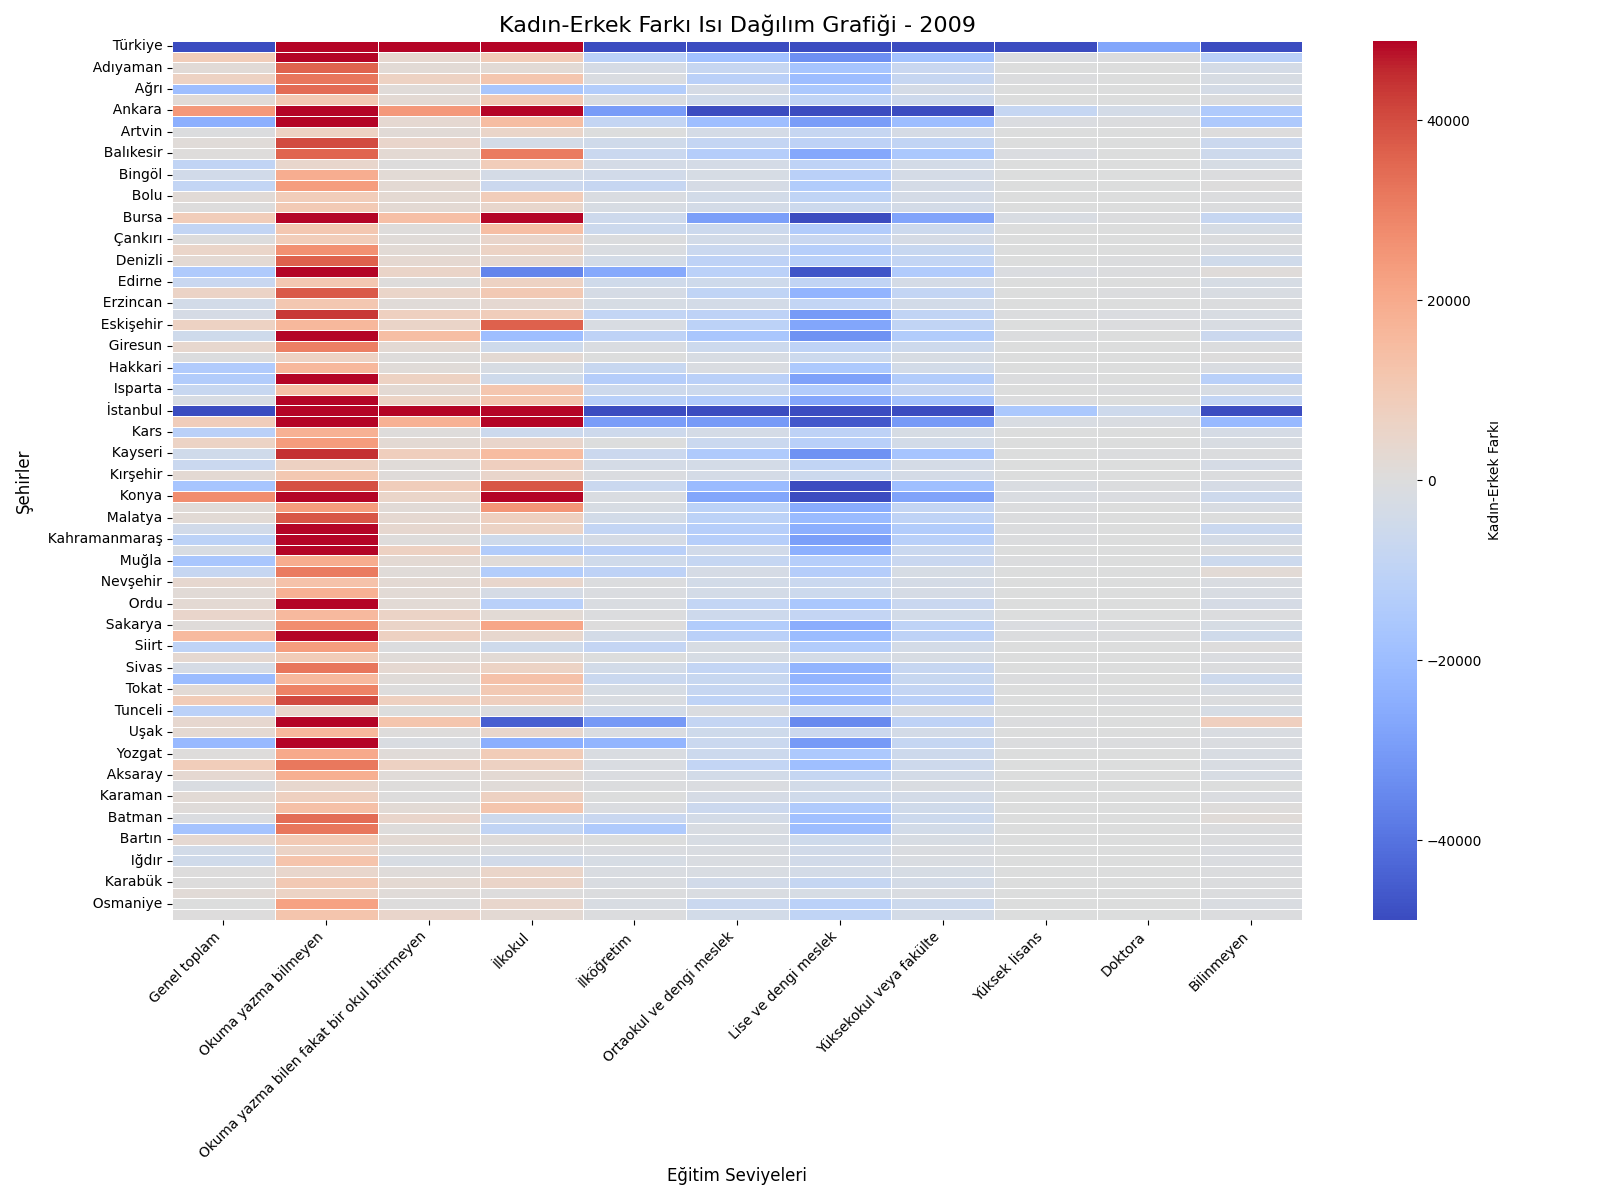 Kadın-Erkek Farkı Isı Dağılım Grafiği - 2009
Şehirler
Türkiye
Adıyaman
Ağrı
Ankara
Artvin
Balıkesir
Bingöl
Bolu
Bursa
Çankırı
Denizli
Edirne
Erzincan
Eskişehir
Giresun
Hakkari
Isparta
İstanbul
Kars
Kayseri
Kırşehir
Konya
Malatya
Kahramanmaraş
Muğla
Nevşehir
Ordu
Sakarya
Siirt
Sivas
Tokat
Tunceli
Uşak
Yozgat
Aksaray
Karaman
Batman
Bartın
Iğdır
Karabük
Osmaniye
Genel toplam
Okuma yazma bilmeyen
Okuma yazma bilen fakat bir okul bitirmeyen
İlkokul
İlköğretim
Ortaokul ve dengi meslek
Lise ve dengi meslek
Yüksekokul veya fakülte
Yüksek lisans
Doktora
Bilinmeyen
Eğitim Seviyeleri
40000
20000
0
−20000
−40000
Kadın-Erkek Farkı